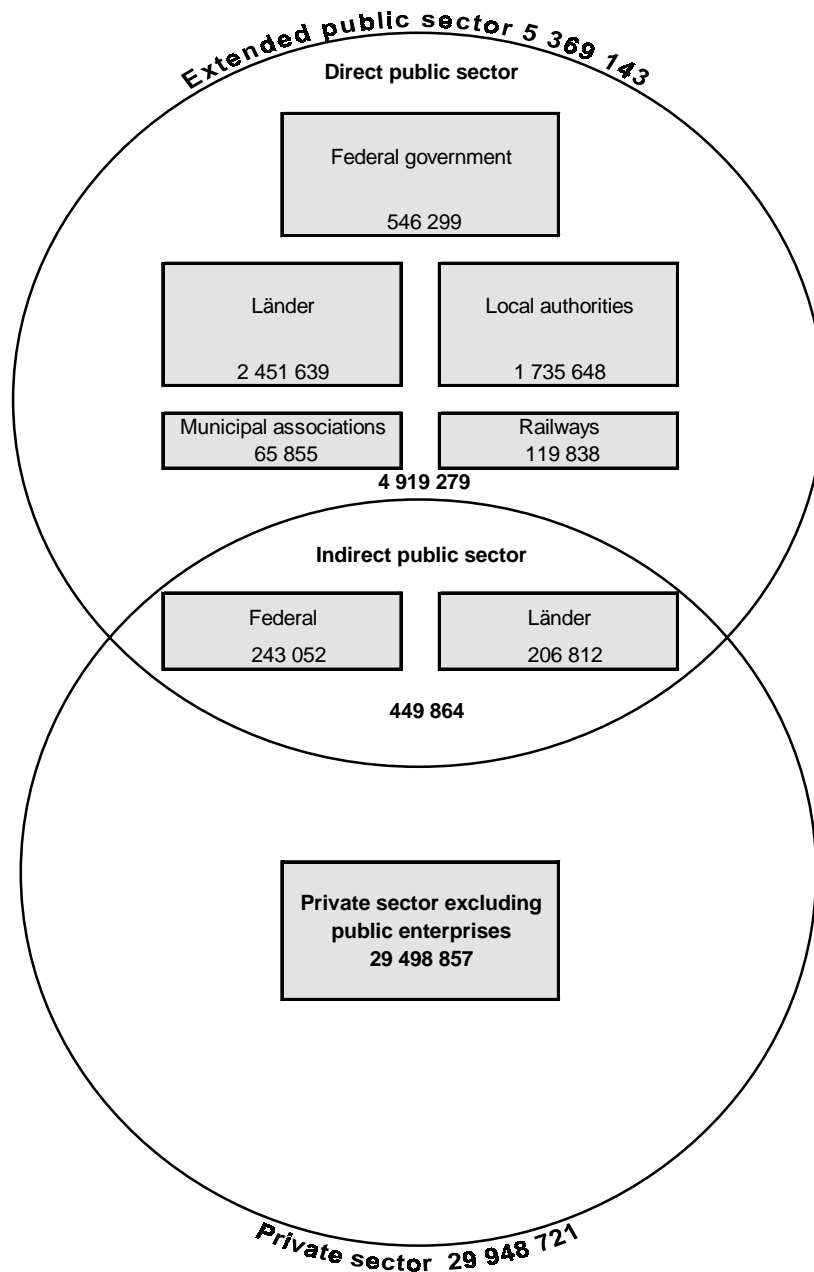 Extended public sector 5 369 143
Direct public sector
Federal government
546 299
Länder
2 451 639
Local authorities
1 735 648
Municipal associations
65 855
Railways
119 838
4 919 279
Indirect public sector
Federal
243 052
Länder
206 812
449 864
Private sector excluding
public enterprises
29 498 857
Private sector 29 948 721